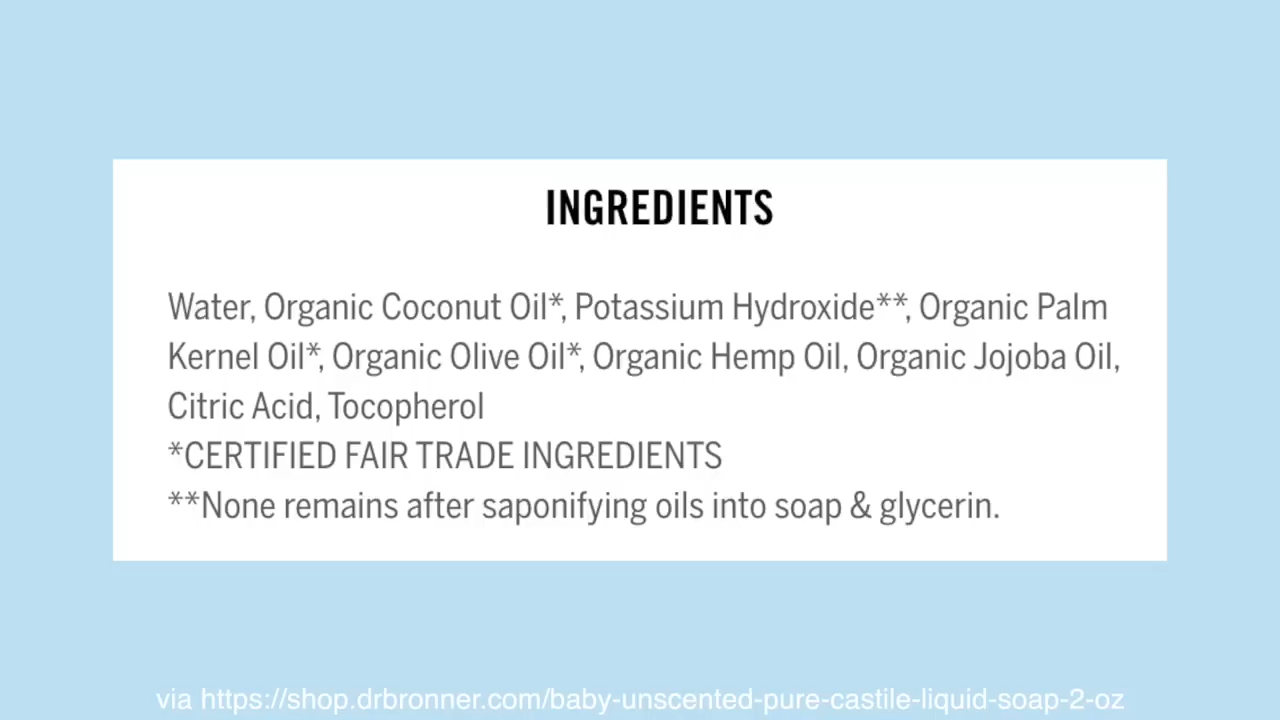 INGREDIENTS
Water, Organic Coconut Oil*, Potassium Hydroxide**, Organic Palm
Kernel Oil*, Organic Olive Oil*, Organic Hemp Oil, Organic Jojoba Oil,
Citric Acid, Tocopherol
*CERTIFIED FAIR TRADE INGREDIENTS
**None remains after saponifying oils into soap & glycerin.
via https://shop.drbronner.com/baby-unscented-pure-castile-liquid-soap-2-oz